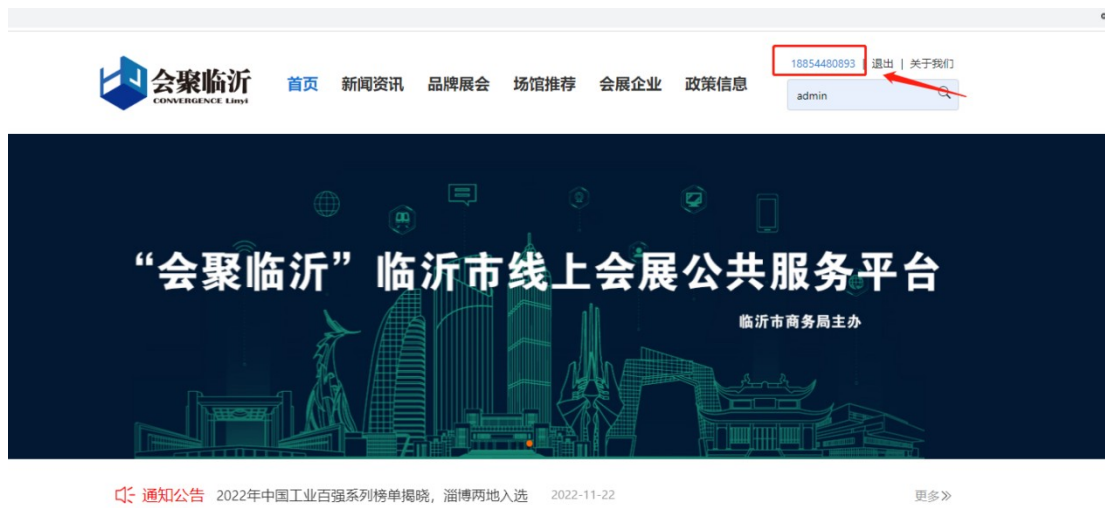 18854480893 | 退出 | 关于我们
会聚临沂
CONVERGENCE Linyi
首页 新闻资讯 品牌展会 场馆推荐 会展企业 政策信息
admin
“会聚临沂”临沂市线上会展公共服务平台
临沂市商务局主办
通知公告 2022年中国工业百强系列榜单揭晓，淄博两地入选 2022-11-22 更多》